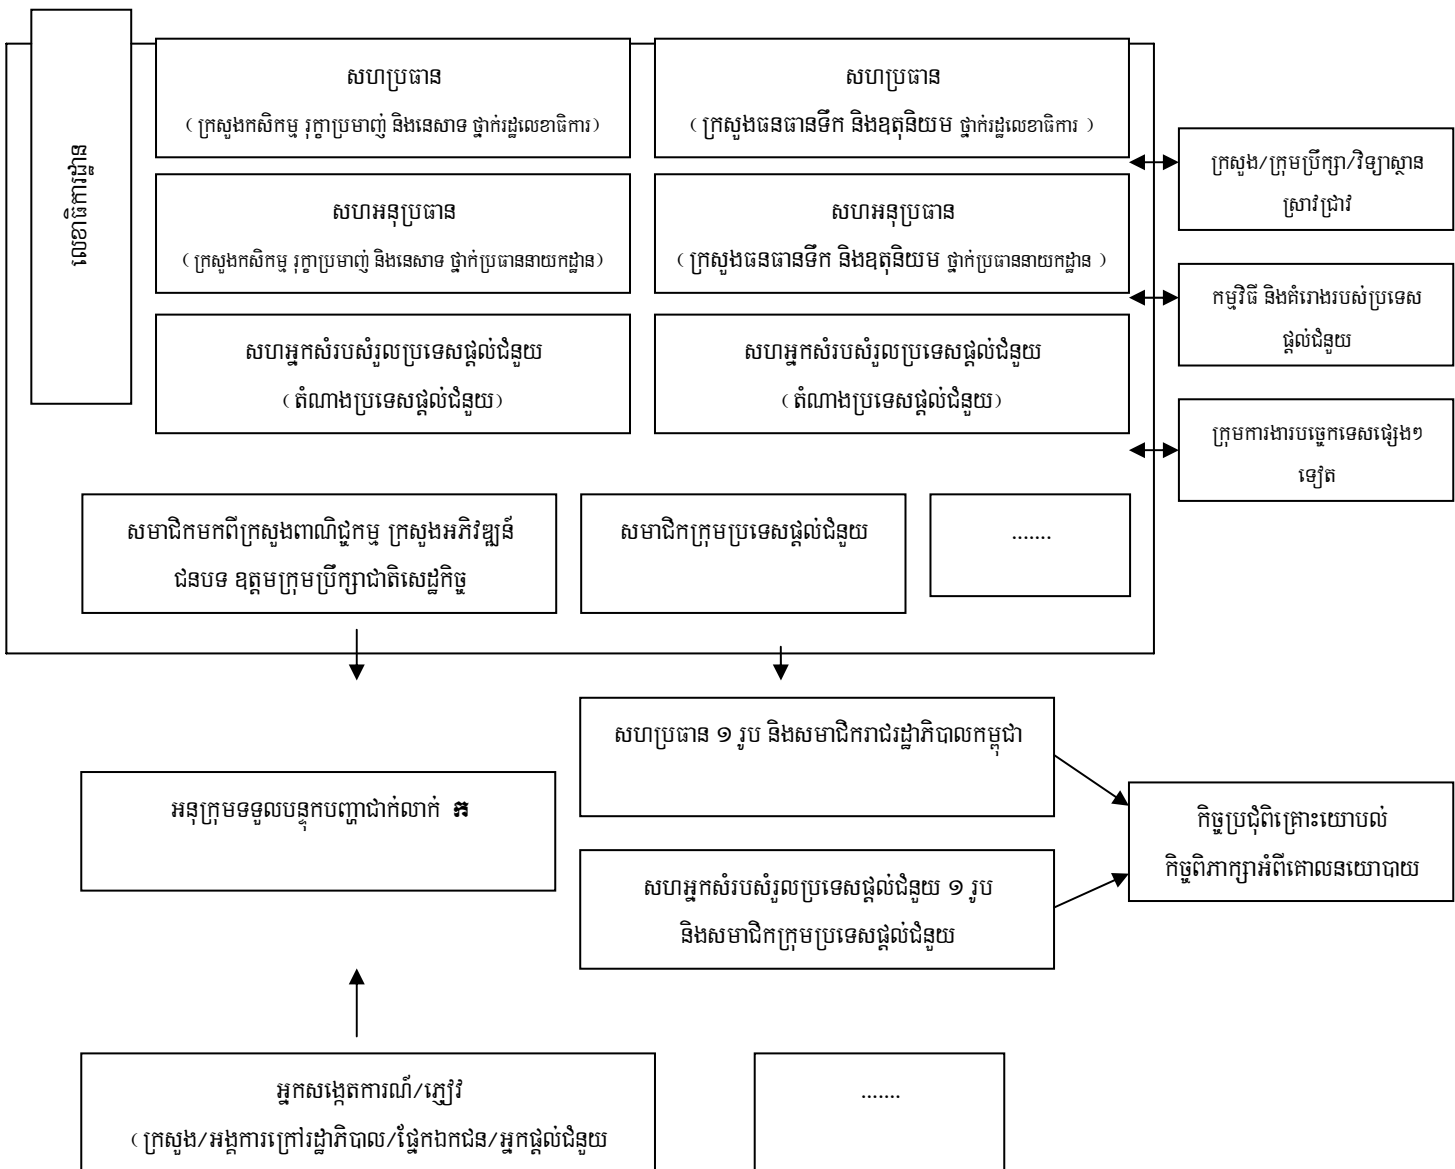 លេខាធិការដ្ឋាន
សហប្រធាន
(ក្រសួងកសិកម្ម រុក្ខាប្រមាញ់ និងនេសាទ ថ្នាក់រដ្ឋលេខាធិការ)
សហប្រធាន
(ក្រសួងធនធានទឹក និងឧតុនិយម ថ្នាក់រដ្ឋលេខាធិការ )
សហអនុប្រធាន
(ក្រសួងកសិកម្ម រុក្ខាប្រមាញ់ និងនេសាទ ថ្នាក់ប្រធាននាយកដ្ឋាន)
សហអនុប្រធាន
(ក្រសួងធនធានទឹក និងឧតុនិយម ថ្នាក់ប្រធាននាយកដ្ឋាន )
សហអ្នកសំរបសំរួលប្រទេសផ្តល់ជំនួយ
(តំណាងប្រទេសផ្តល់ជំនួយ)
សហអ្នកសំរបសំរួលប្រទេសផ្តល់ជំនួយ
(តំណាងប្រទេសផ្តល់ជំនួយ)
ក្រសួង/ក្រុមប្រឹក្សា/វិទ្យាស្ថាន
ស្រាវជ្រាវ
កម្មវិធី និងគំរោងរបស់ប្រទេស
ផ្តល់ជំនួយ
ក្រុមការងារបច្ចេកទេសផ្សេងៗ
ទៀត
សមាជិកមកពីក្រសួងពាណិជ្ជកម្ម ក្រសួងអភិវឌ្ឍន៍
ជនបទ ឧត្តមក្រុមប្រឹក្សាជាតិសេដ្ឋកិច្ច
សមាជិកក្រុមប្រទេសផ្តល់ជំនួយ
.......
សហប្រធាន ១ រូប និងសមាជិករាជរដ្ឋាភិបាលកម្ពុជា
អនុក្រុមទទួលបន្ទុកបញ្ហាជាក់លាក់ ក
សហអ្នកសំរបសំរួលប្រទេសផ្តល់ជំនួយ ១ រូប
និងសមាជិកក្រុមប្រទេសផ្តល់ជំនួយ
កិច្ចប្រជុំពិគ្រោះយោបល់
កិច្ចពិភាក្សាអំពីគោលនយោបាយ
អ្នកសង្កេតការណ៍/ភ្ញៀវ
(ក្រសួង/អង្គការក្រៅរដ្ឋាភិបាល/ផ្នែកឯកជន/អ្នកផ្តល់ជំនួយ
.......